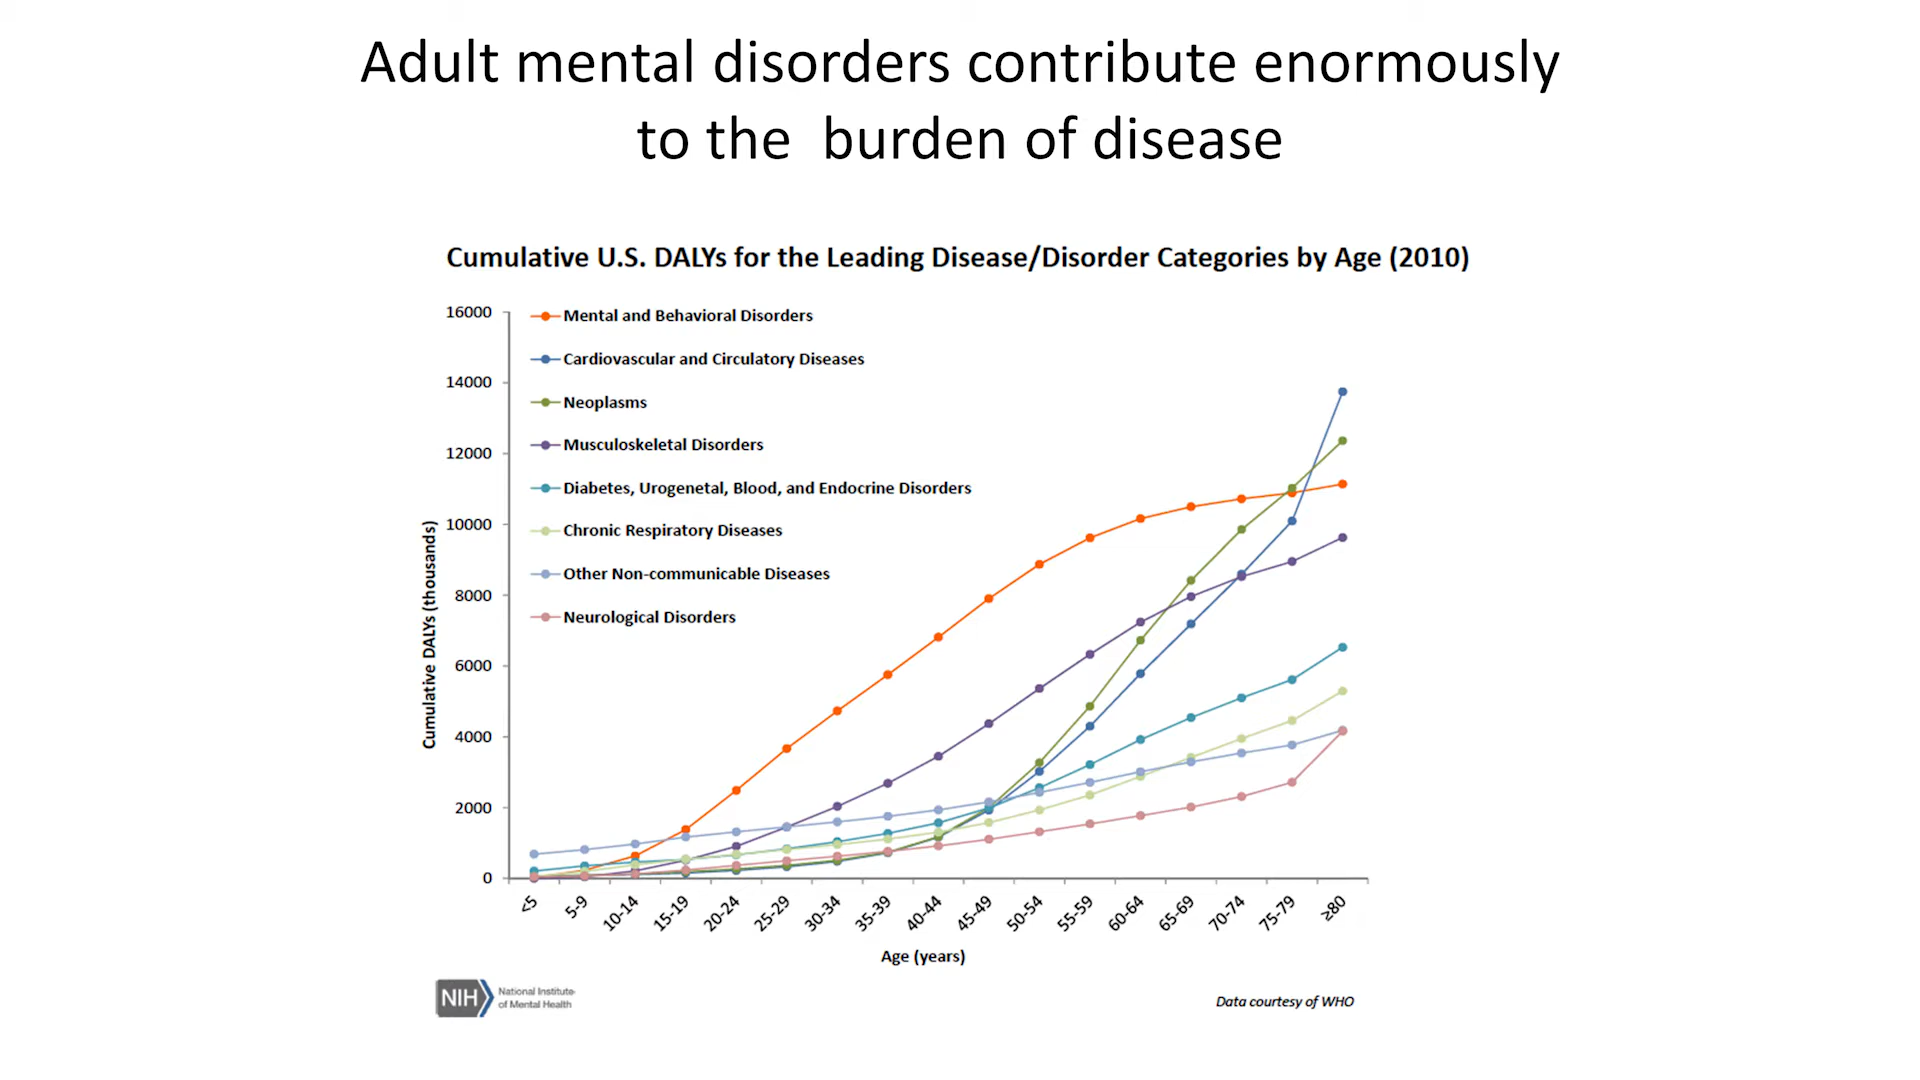 Adult mental disorders contribute enormously
to the burden of disease
Cumulative U.S. DALYs for the Leading Disease/Disorder Categories by Age (2010)
Cumulative DALYs (thousands)
16000
14000
12000
10000
8000
6000
4000
2000
0
Mental and Behavioral Disorders
Cardiovascular and Circulatory Diseases
Neoplasms
Musculoskeletal Disorders
Diabetes, Urogenetal, Blood, and Endocrine Disorders
Chronic Respiratory Diseases
Other Non-communicable Diseases
Neurological Disorders
<5
5-9
10-14
15-19
20-24
25-29
30-34
35-39
40-44
45-49
50-54
55-59
60-64
65-69
70-74
75-79
≥80
Age (years)
NIH
National Institute
of Mental Health
Data courtesy of WHO